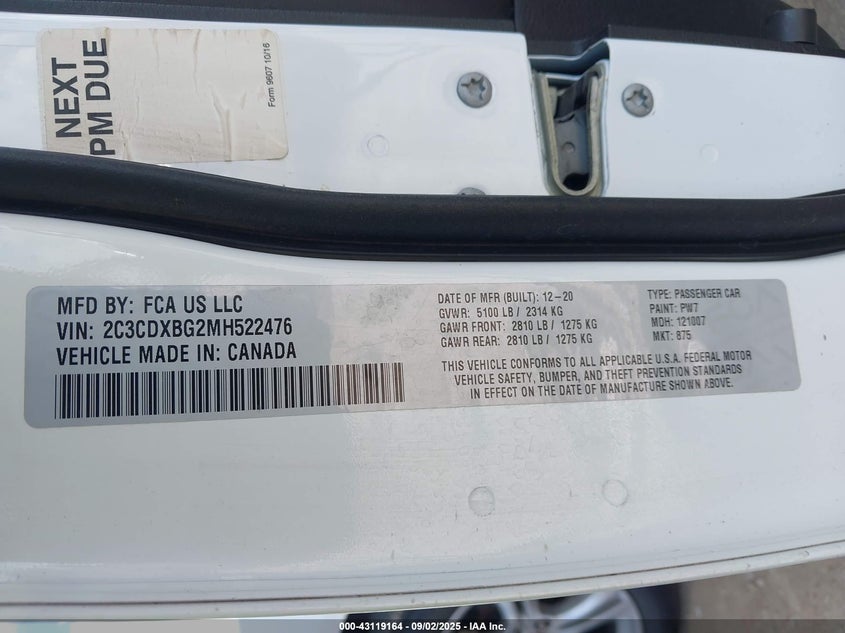 NEXT
PM DUE
Form 9607 10/16
MFD BY: FCA US LLC
VIN: 2C3CDXBG2MH522476
VEHICLE MADE IN: CANADA
DATE OF MFR (BUILT): 12-20
GVWR: 5100 LB / 2314 KG
GAWR FRONT: 2810 LB / 1275 KG
GAWR REAR: 2810 LB / 1275 KG
TYPE: PASSENGER CAR
PAINT: PW7
MDH: 121007
MKT: 875
THIS VEHICLE CONFORMS TO ALL APPLICABLE U.S.A. FEDERAL MOTOR
VEHICLE SAFETY, BUMPER, AND THEFT PREVENTION STANDARDS
IN EFFECT ON THE DATE OF MANUFACTURE SHOWN ABOVE.
000-43119164 - 09/02/2025 - IAA Inc.